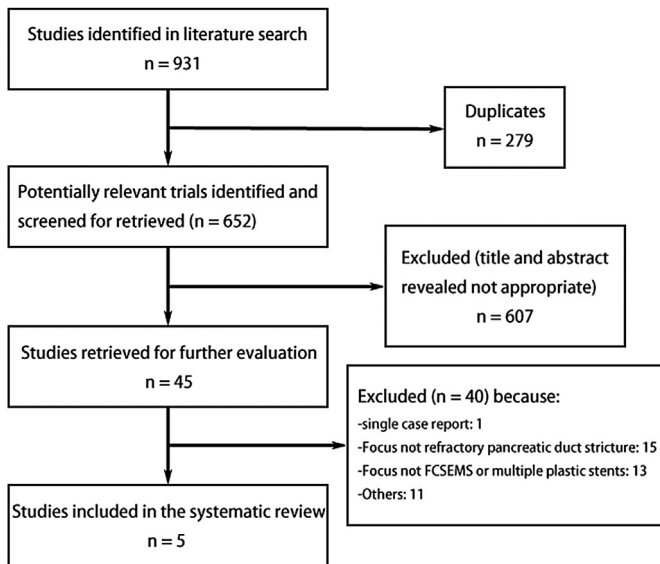 Studies identified in literature search
n = 931
Duplicates
n = 279
Potentially relevant trials identified and
screened for retrieved (n = 652)
Excluded (title and abstract
revealed not appropriate)
n = 607
Studies retrieved for further evaluation
n = 45
Excluded (n = 40) because:
-single case report: 1
-Focus not refractory pancreatic duct stricture: 15
-Focus not FCSEMS or multiple plastic stents: 13
-Others: 11
Studies included in the systematic review
n = 5